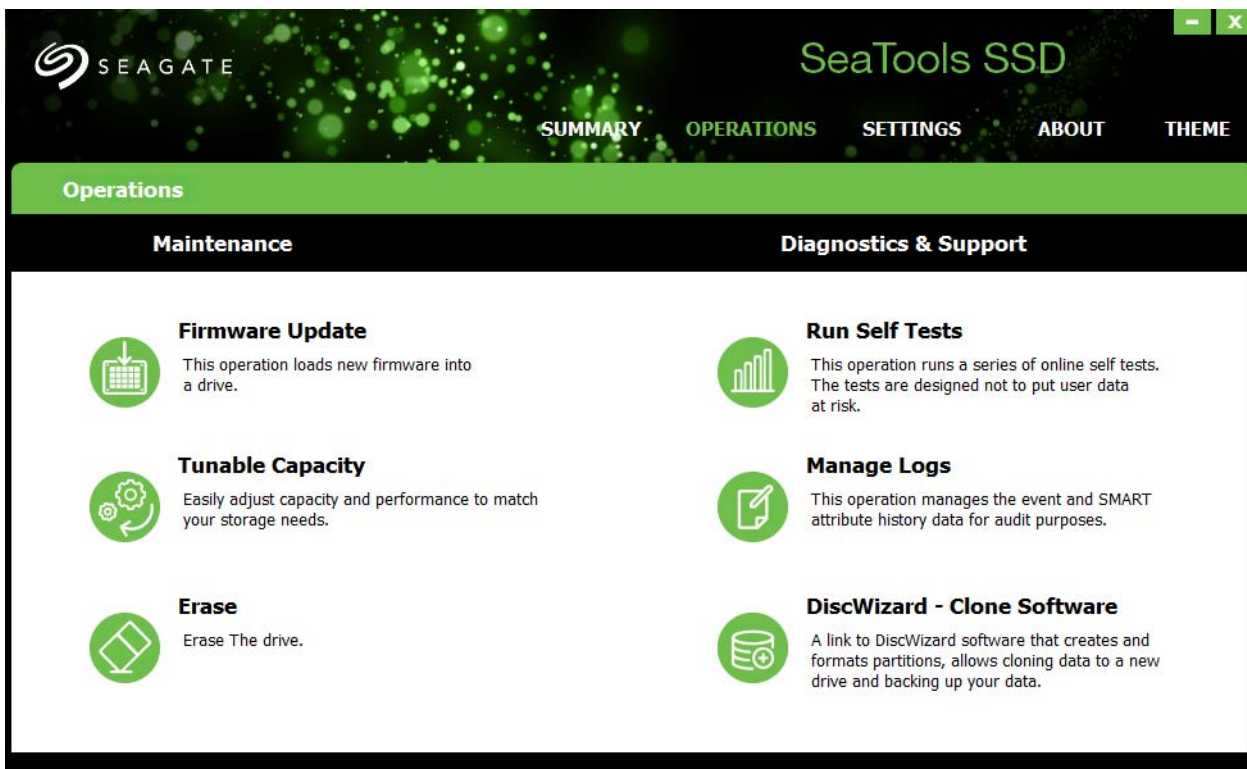 SEAGATE
SeaTools SSD
– X
SUMMARY OPERATIONS SETTINGS ABOUT THEME
Operations
Maintenance
Diagnostics & Support
Firmware Update
This operation loads new firmware into
a drive.
Tunable Capacity
Easily adjust capacity and performance to match
your storage needs.
Erase
Erase The drive.
Run Self Tests
This operation runs a series of online self tests.
The tests are designed not to put user data
at risk.
Manage Logs
This operation manages the event and SMART
attribute history data for audit purposes.
DiscWizard - Clone Software
A link to DiscWizard software that creates and
formats partitions, allows cloning data to a new
drive and backing up your data.